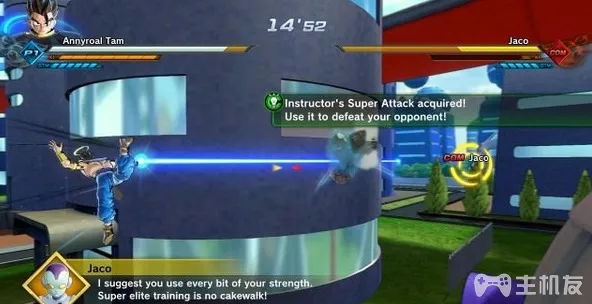 14'52
Annyroal Tam
Jaco
P1
COM
Instructor's Super Attack acquired!
Use it to defeat your opponent!
COM Jaco
Jaco
I suggest you use every bit of your strength.
Super elite training is no cakewalk!
主机友